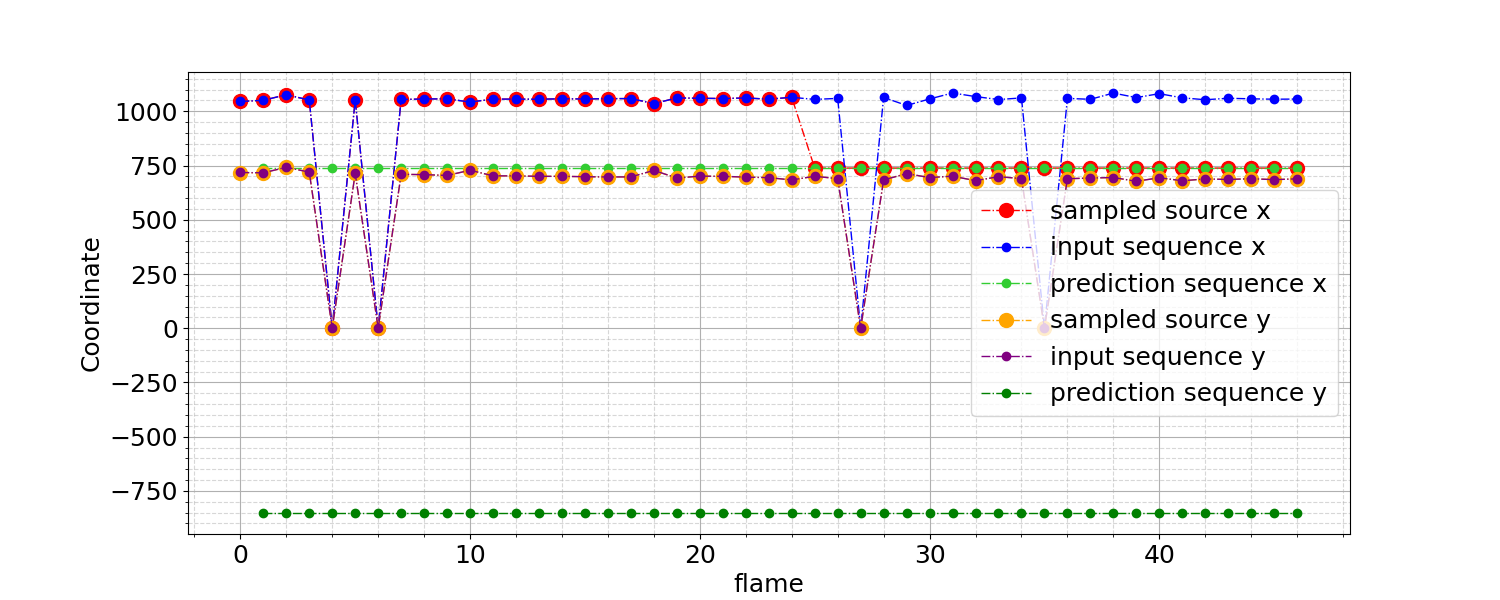 Coordinate
1000
750
500
250
0
−250
−500
−750
sampled source x
input sequence x
prediction sequence x
sampled source y
input sequence y
prediction sequence y
0 10 20 30 40
flame